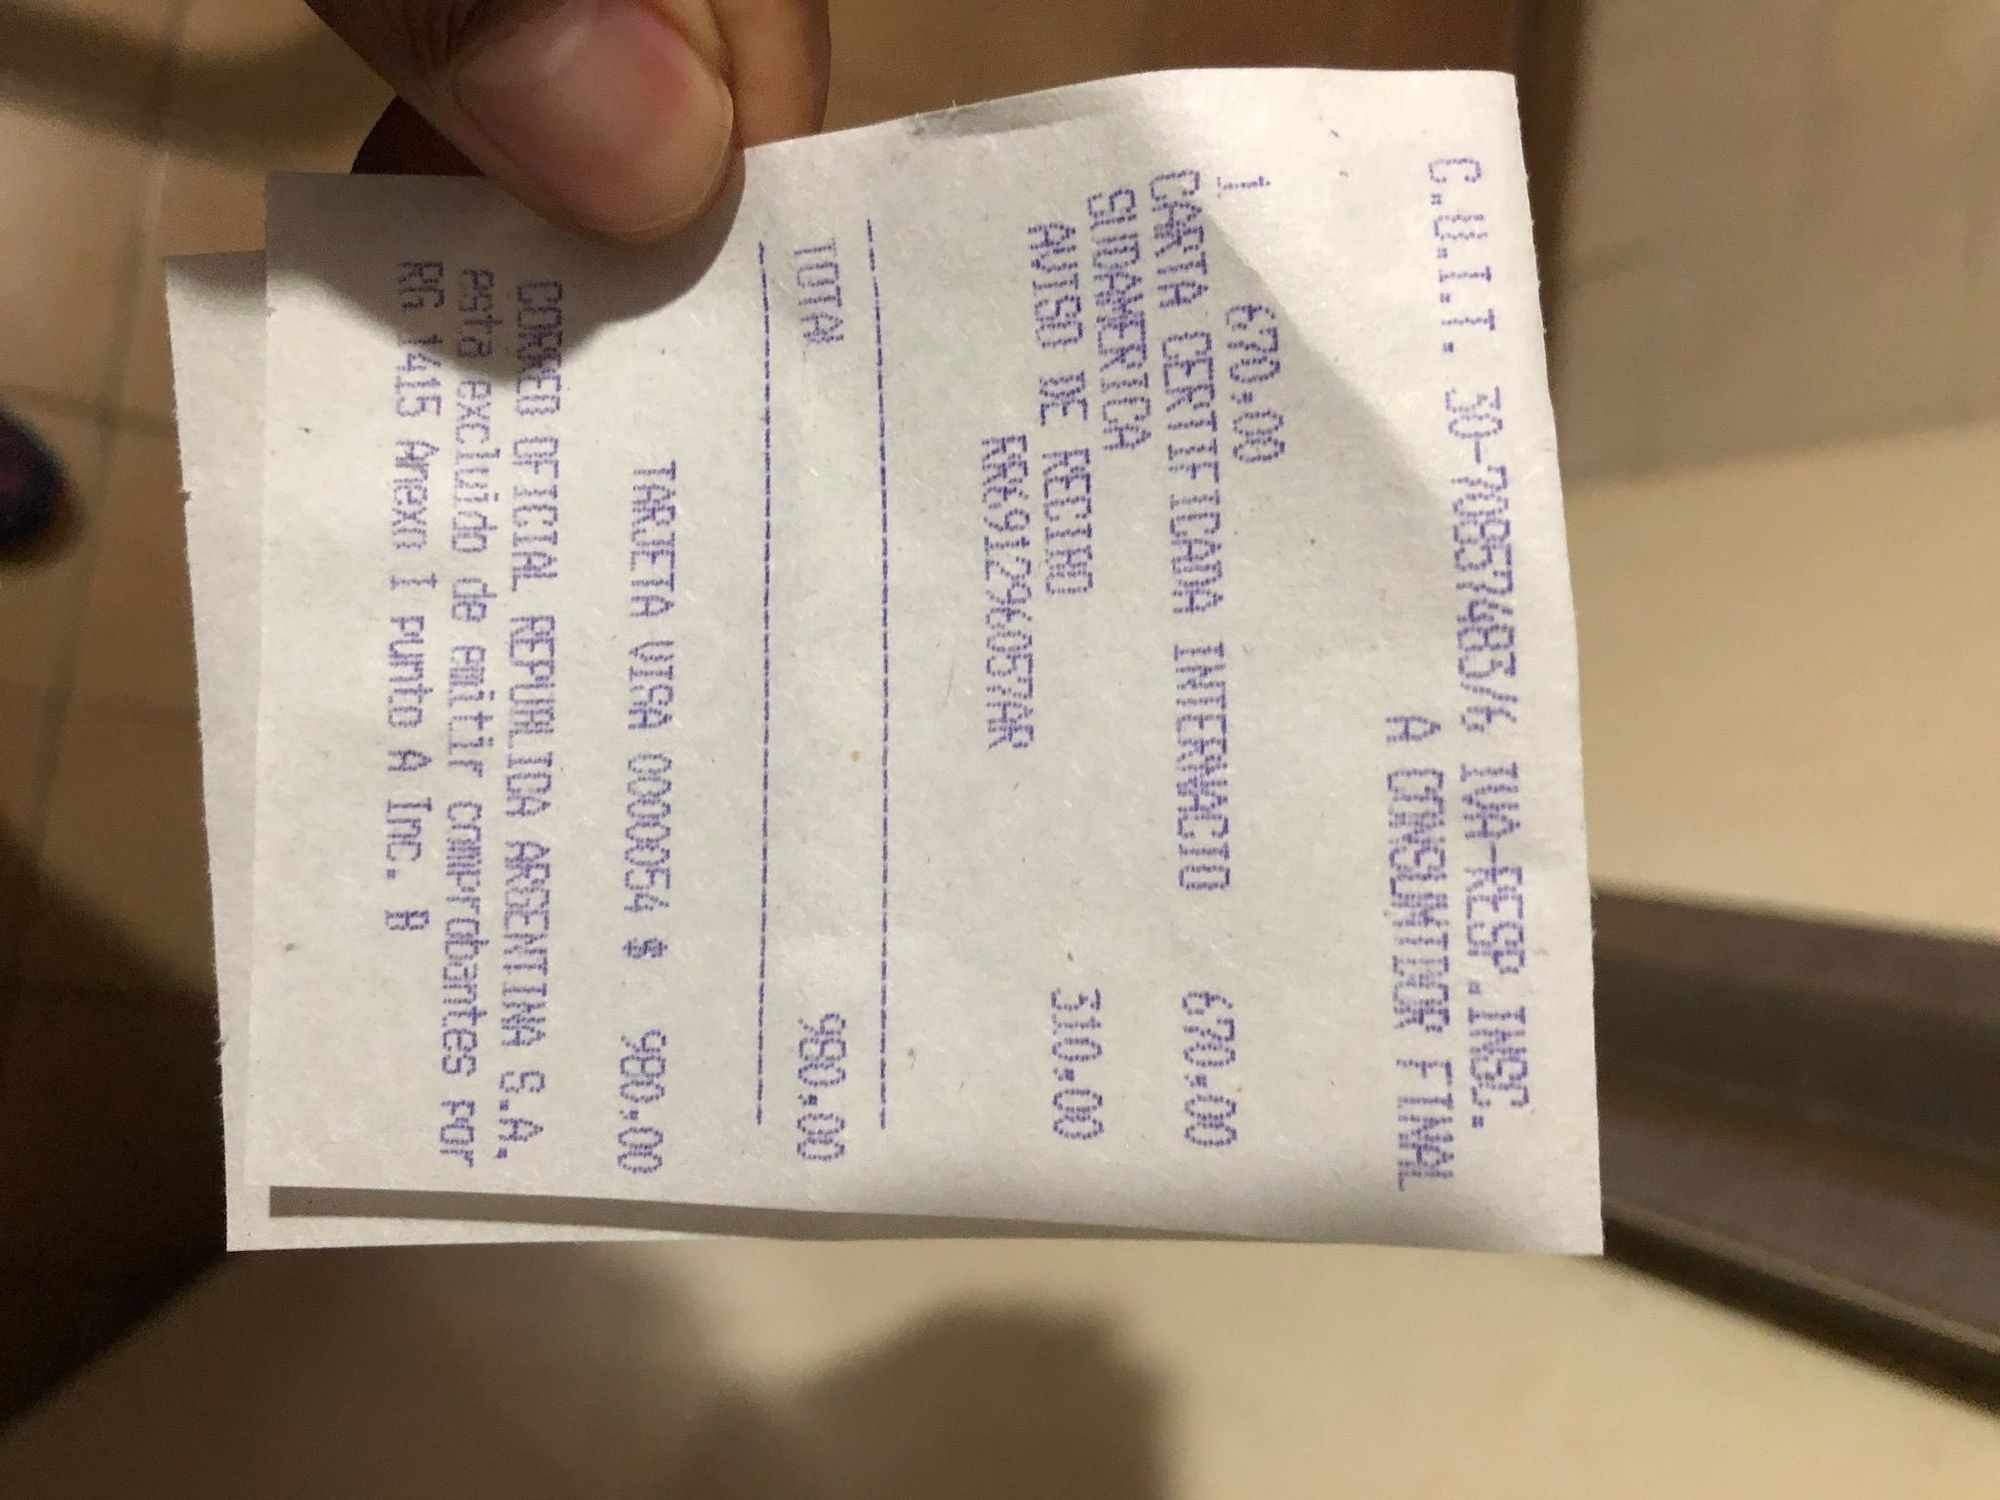 C.U.I.T. 30-70857483/6 IVA-RESP.INSC.
A CONSUMIDOR FINAL
1 670.00
CARTA CERTIFICADA INTERNACIO 670.00
SUDAMERICA
AVISO DE RECIBO 310.00
RR691296057AR
TOTAL 980.00
TARJETA VISA 0000054 $ 980.00
CORREO OFICIAL REPUBLICA ARGENTINA S.A.
esta excluido de emitir comprobantes por
RG 1415 Anexo I punto A Inc. B